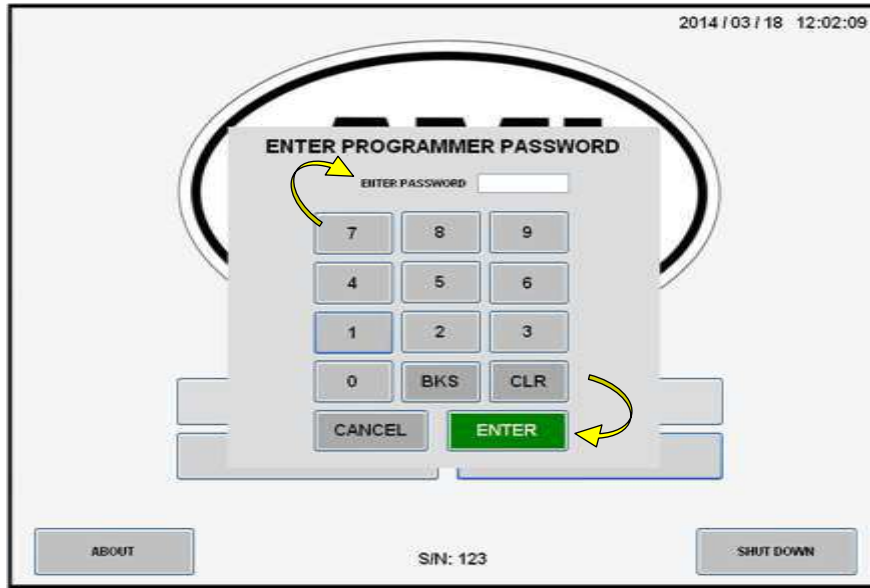 2014 / 03 / 18 12:02:09
ENTER PROGRAMMER PASSWORD
ENTER PASSWORD
7 8 9
4 5 6
1 2 3
0 BKS CLR
CANCEL ENTER
ABOUT S/N: 123 SHUT DOWN